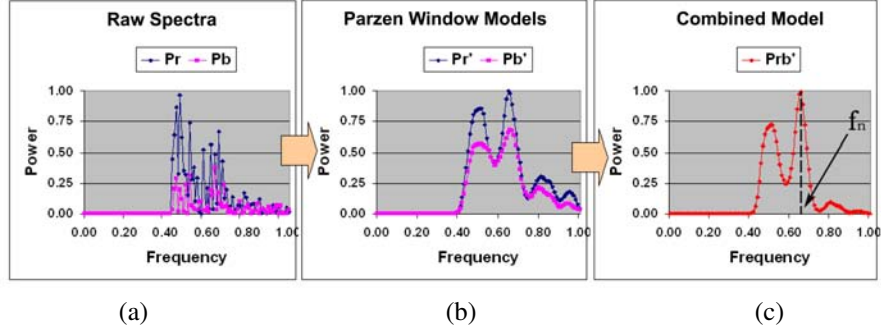 Raw Spectra
Pr Pb
Power
1.00
0.75
0.50
0.25
0.00
0.00 0.20 0.40 0.60 0.80 1.00
Frequency
(a)
Parzen Window Models
Pr' Pb'
Power
1.00
0.75
0.50
0.25
0.00
0.00 0.20 0.40 0.60 0.80 1.00
Frequency
(b)
Combined Model
Prb'
Power
1.00
0.75
0.50
0.25
0.00
0.00 0.20 0.40 0.60 0.80 1.00
Frequency
fn
(c)